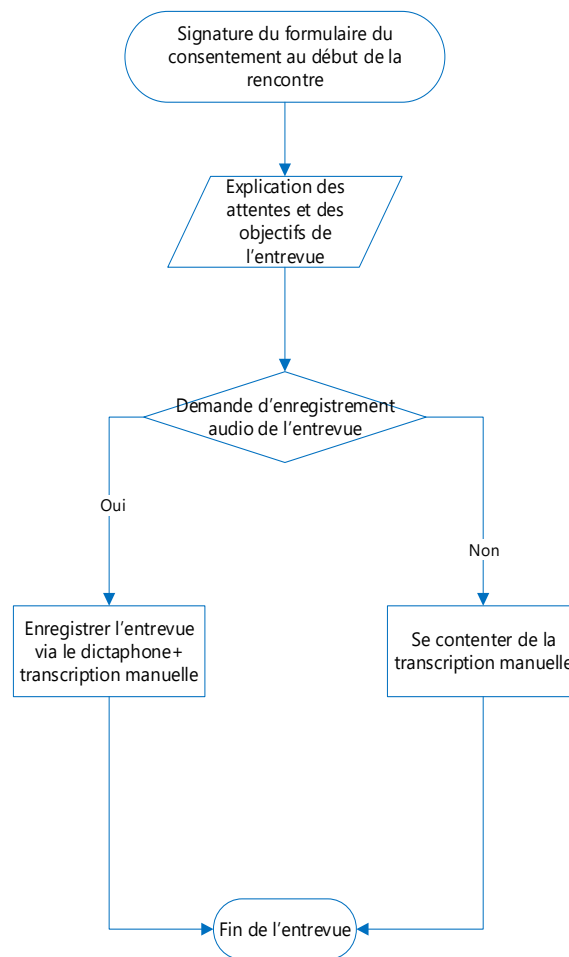 Signature du formulaire du
consentement au début de la
rencontre
Explication des
attentes et des
objectifs de
l'entrevue
Demande d'enregistrement
audio de l'entrevue
Oui
Non
Enregistrer l'entrevue
via le dictaphone+
transcription manuelle
Se contenter de la
transcription manuelle
Fin de l'entrevue